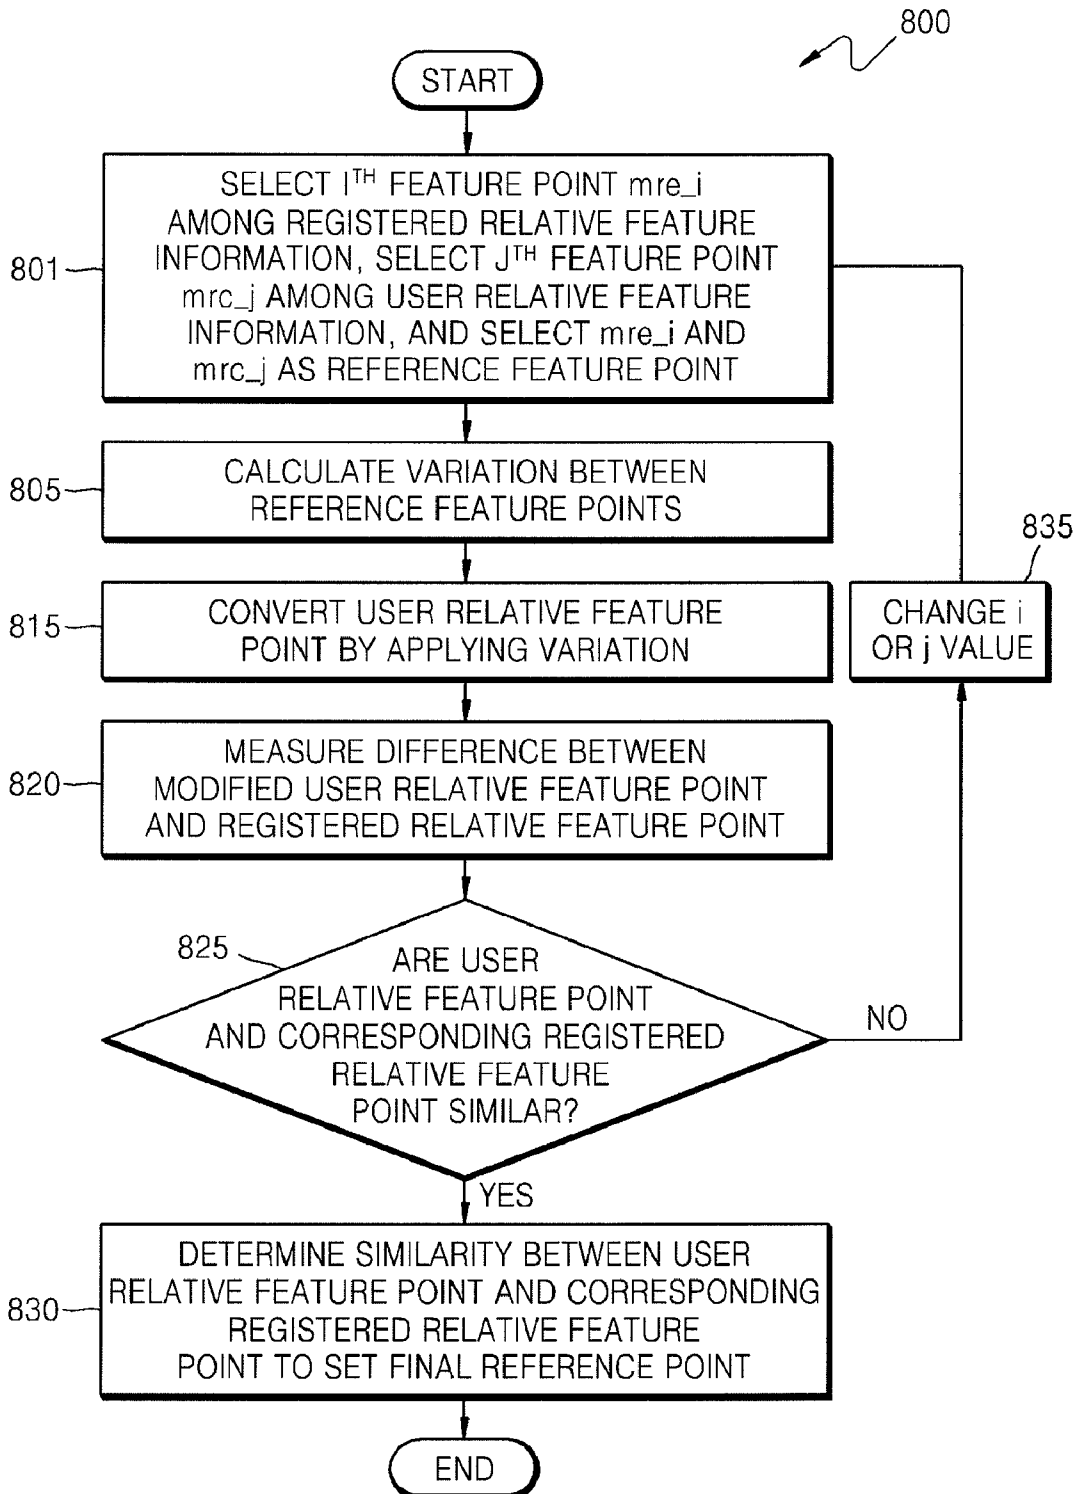 800
START
SELECT I^TH FEATURE POINT mre_i
AMONG REGISTERED RELATIVE FEATURE
INFORMATION, SELECT J^TH FEATURE POINT
mrc_j AMONG USER RELATIVE FEATURE
INFORMATION, AND SELECT mre_i AND
mrc_j AS REFERENCE FEATURE POINT
801
CALCULATE VARIATION BETWEEN
REFERENCE FEATURE POINTS
805
835
CHANGE i
OR j VALUE
CONVERT USER RELATIVE FEATURE
POINT BY APPLYING VARIATION
815
MEASURE DIFFERENCE BETWEEN
MODIFIED USER RELATIVE FEATURE POINT
AND REGISTERED RELATIVE FEATURE POINT
820
825
ARE USER
RELATIVE FEATURE POINT
AND CORRESPONDING REGISTERED
RELATIVE FEATURE
POINT SIMILAR?
NO
YES
DETERMINE SIMILARITY BETWEEN USER
RELATIVE FEATURE POINT AND CORRESPONDING
REGISTERED RELATIVE FEATURE
POINT TO SET FINAL REFERENCE POINT
830
END